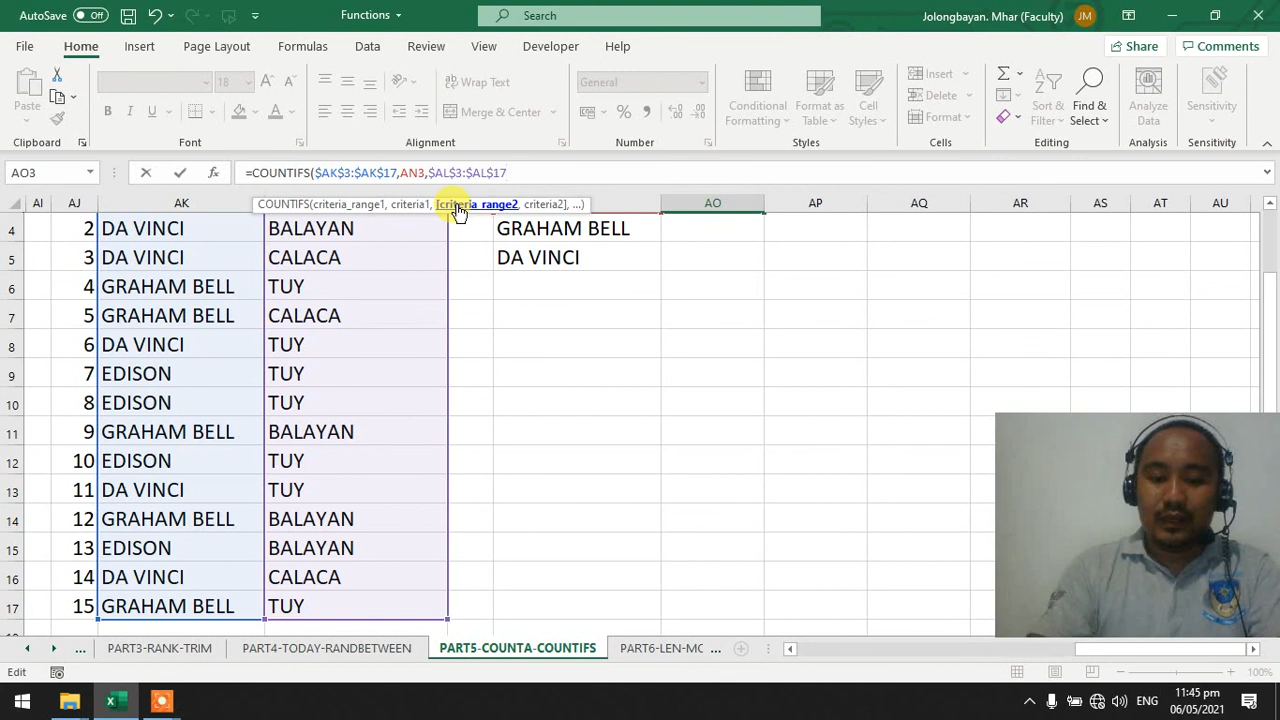 AutoSave Off Functions Search Jolongbayan. Mhar (Faculty) JM
File Home Insert Page Layout Formulas Data Review View Developer Help Share Comments
Paste 18 A A Wrap Text General Conditional Formatting Format as Table Cell Styles Insert Delete Format Sort & Filter Find & Select Analyze Data Sensitivity
B I U A Merge & Center % ,
Clipboard Font Alignment Number Styles Cells Editing Analysis Sensitivity
AO3 fx =COUNTIFS($AK$3:$AK$17,AN3,$AL$3:$AL$17
COUNTIFS(criteria_range1, criteria1, [criteria_range2, criteria2], ...)
AI AJ AK AO AP AQ AR AS AT AU
4 2 DA VINCI BALAYAN GRAHAM BELL
5 3 DA VINCI CALACA DA VINCI
6 4 GRAHAM BELL TUY
7 5 GRAHAM BELL CALACA
8 6 DA VINCI TUY
9 7 EDISON TUY
10 8 EDISON TUY
11 9 GRAHAM BELL BALAYAN
12 10 EDISON TUY
13 11 DA VINCI TUY
14 12 GRAHAM BELL BALAYAN
15 13 EDISON BALAYAN
16 14 DA VINCI CALACA
17 15 GRAHAM BELL TUY
... PART3-RANK-TRIM PART4-TODAY-RANDBETWEEN PART5-COUNTA-COUNTIFS PART6-LEN-MC ...
Edit 100%
ENG 11:45 pm
06/05/2021